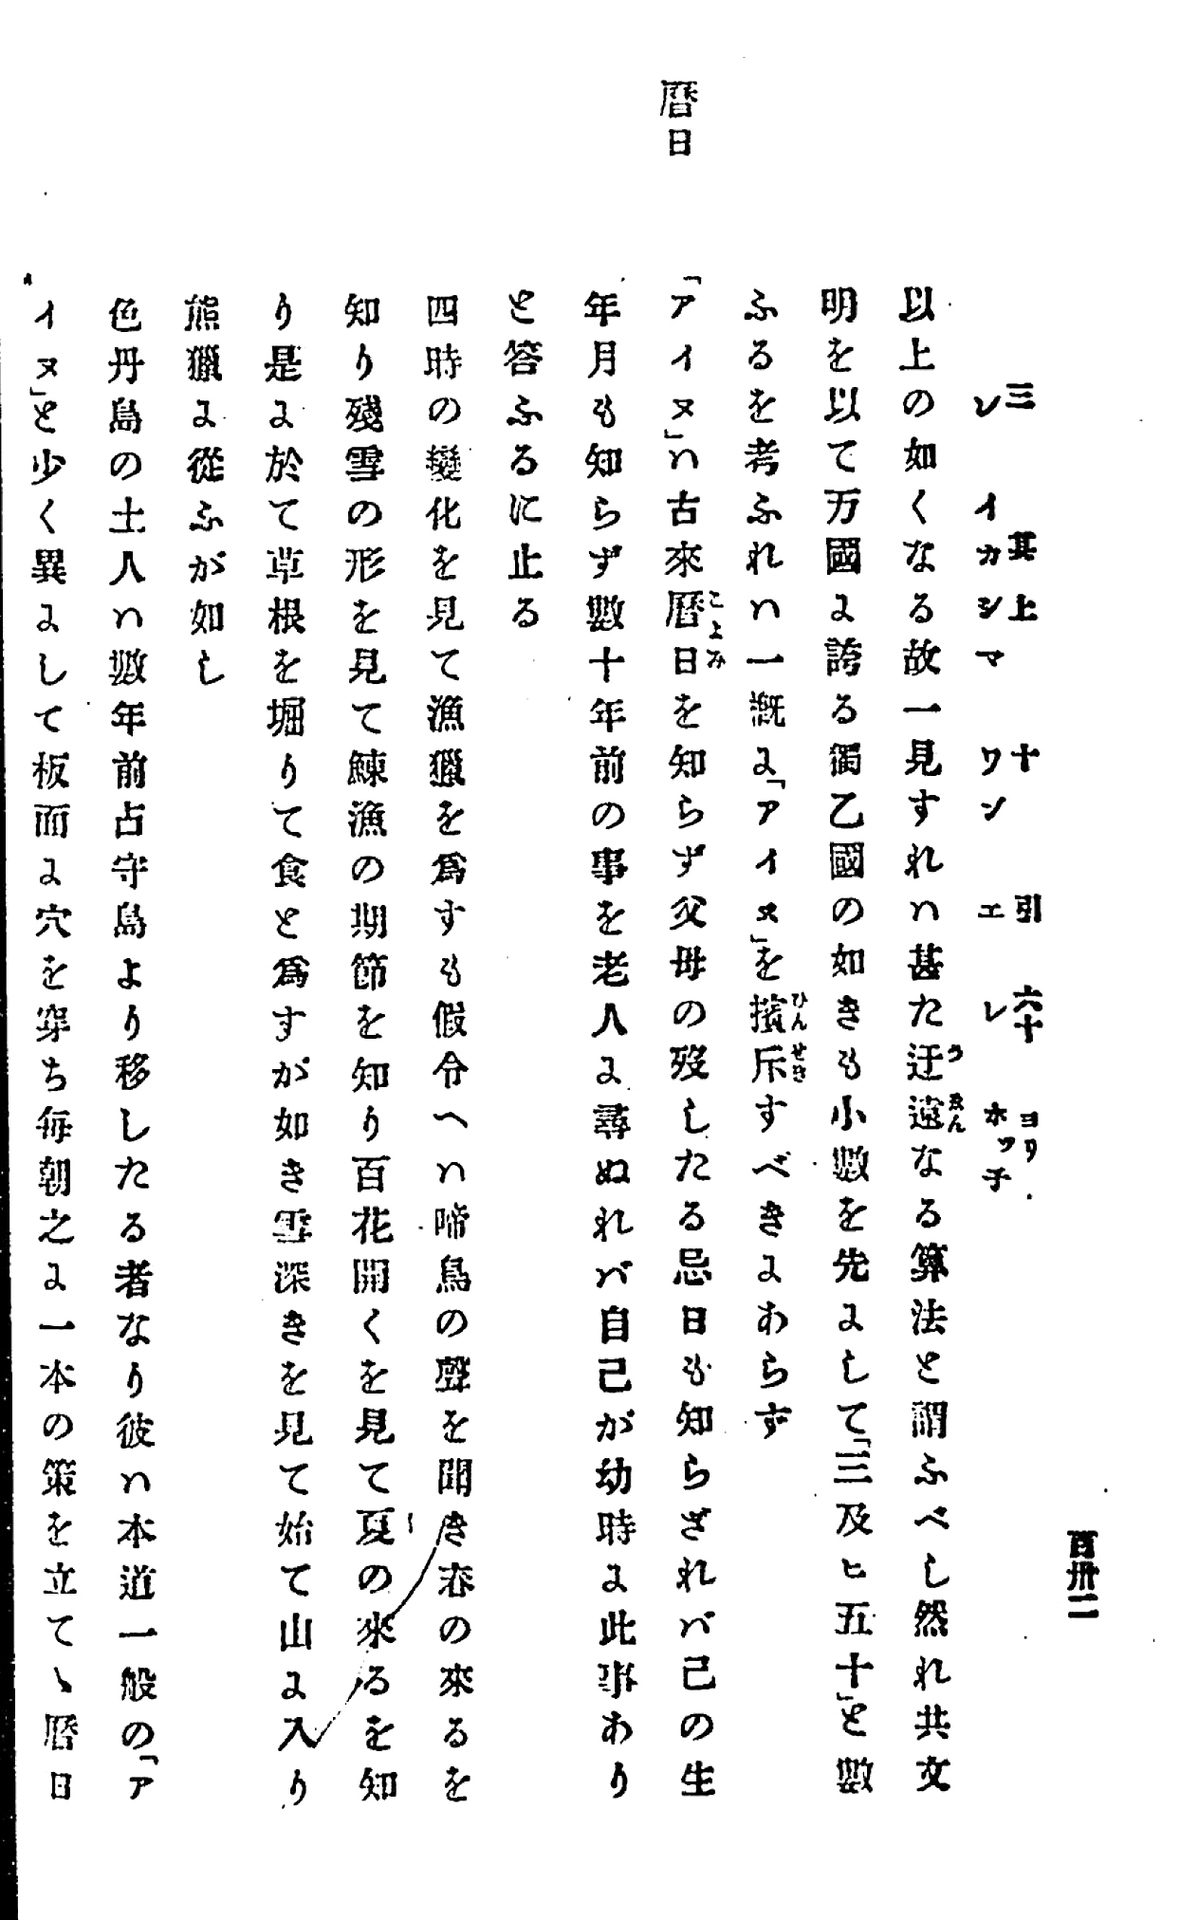 百卅二
三 其上 十 引 六十 ヨリ
レ イカシマ ワン エ レ ホッ子
以上の如くなる故一見すれハ甚た迂遠なる算法と謂ふべし然れ共文
うゑん
明を以て万國に誇る獨乙國の如きも小數を先にして「三及ヒ五十」と數
ふるを考ふれハ一概に「アイヌ」を擯斥すべきにあらず
ひんせき
暦日
「アイヌ」ハ古來暦日を知らず父母の歿したる忌日も知らざれバ己の生
こよみ
年月も知らず數十年前の事を老人に尋ぬれバ自己が幼時に此事あり
と答ふるに止る
四時の變化を見て漁獵を爲すも假令へハ啼鳥の聲を聞き春の來るを
知り殘雪の形を見て鰊漁の期節を知り百花開くを見て夏の來るを知
り是に於て草根を堀りて食と爲すが如き雪深きを見て始て山に入り
熊獵に從ふが如し
色丹島の土人ハ數年前占守島より移したる者なり彼ハ本道一般の「ア
イヌ」と少く異にして板面に穴を穿ち毎朝之に一本の策を立てゝ暦日